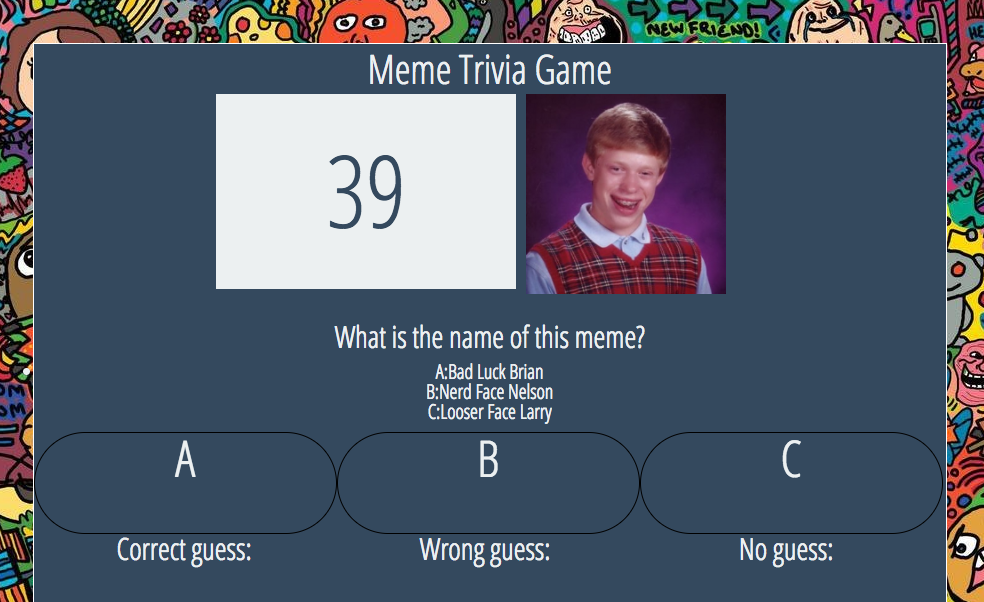 NEW FRIEND!
Meme Trivia Game
39
What is the name of this meme?
A:Bad Luck Brian
B:Nerd Face Nelson
C:Looser Face Larry
A
B
C
Correct guess:
Wrong guess:
No guess: